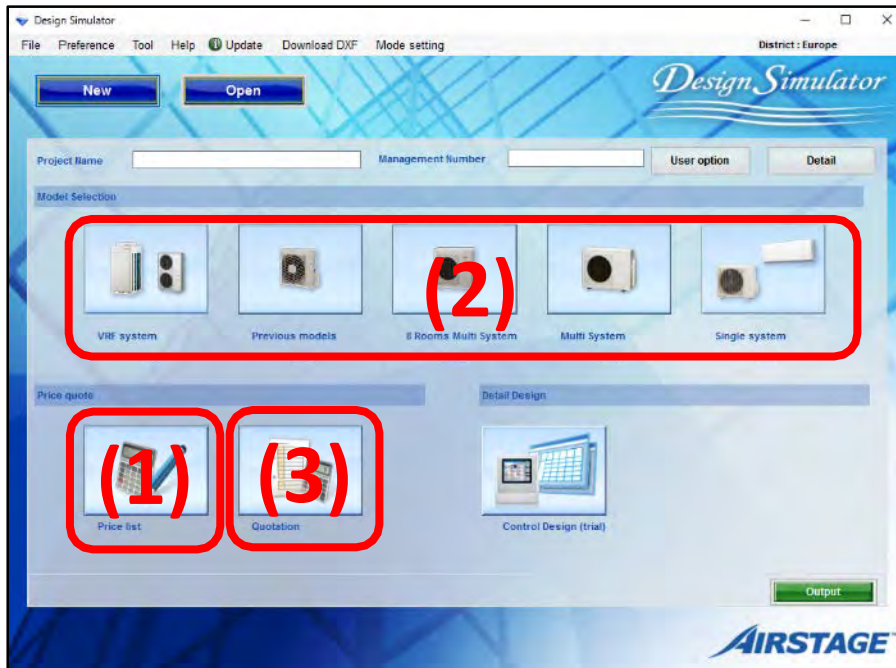 Design Simulator
File Preference Tool Help Update Download DXF Mode setting District : Europe
New Open
Design Simulator
Project Name Management Number User option Detail
Model Selection
(2)
VRF system Previous models 8 Rooms Multi System Multi System Single system
Price quote Detail Design
(1) (3)
Price list Quotation Control Design (trial)
Output
AIRSTAGE